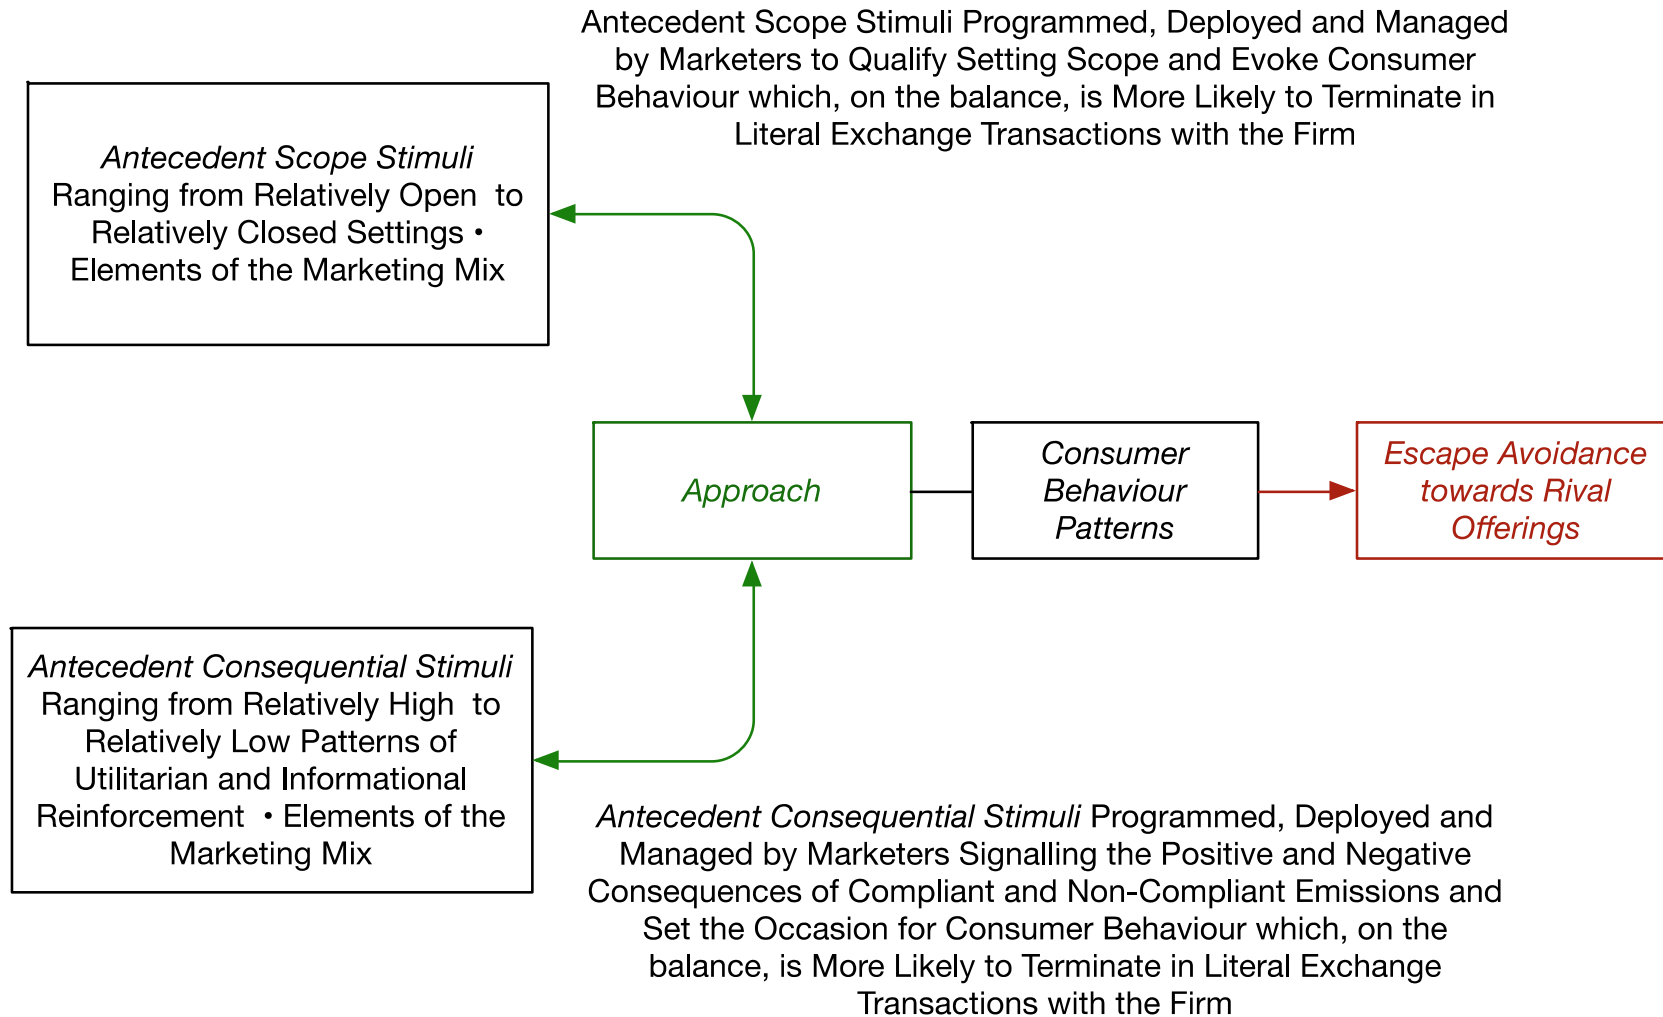 Antecedent Scope Stimuli Programmed, Deployed and Managed
by Marketers to Qualify Setting Scope and Evoke Consumer
Behaviour which, on the balance, is More Likely to Terminate in
Literal Exchange Transactions with the Firm
Antecedent Scope Stimuli
Ranging from Relatively Open to
Relatively Closed Settings •
Elements of the Marketing Mix
Approach
Consumer
Behaviour
Patterns
Escape Avoidance
towards Rival
Offerings
Antecedent Consequential Stimuli
Ranging from Relatively High to
Relatively Low Patterns of
Utilitarian and Informational
Reinforcement • Elements of the
Marketing Mix
Antecedent Consequential Stimuli Programmed, Deployed and
Managed by Marketers Signalling the Positive and Negative
Consequences of Compliant and Non-Compliant Emissions and
Set the Occasion for Consumer Behaviour which, on the
balance, is More Likely to Terminate in Literal Exchange
Transactions with the Firm